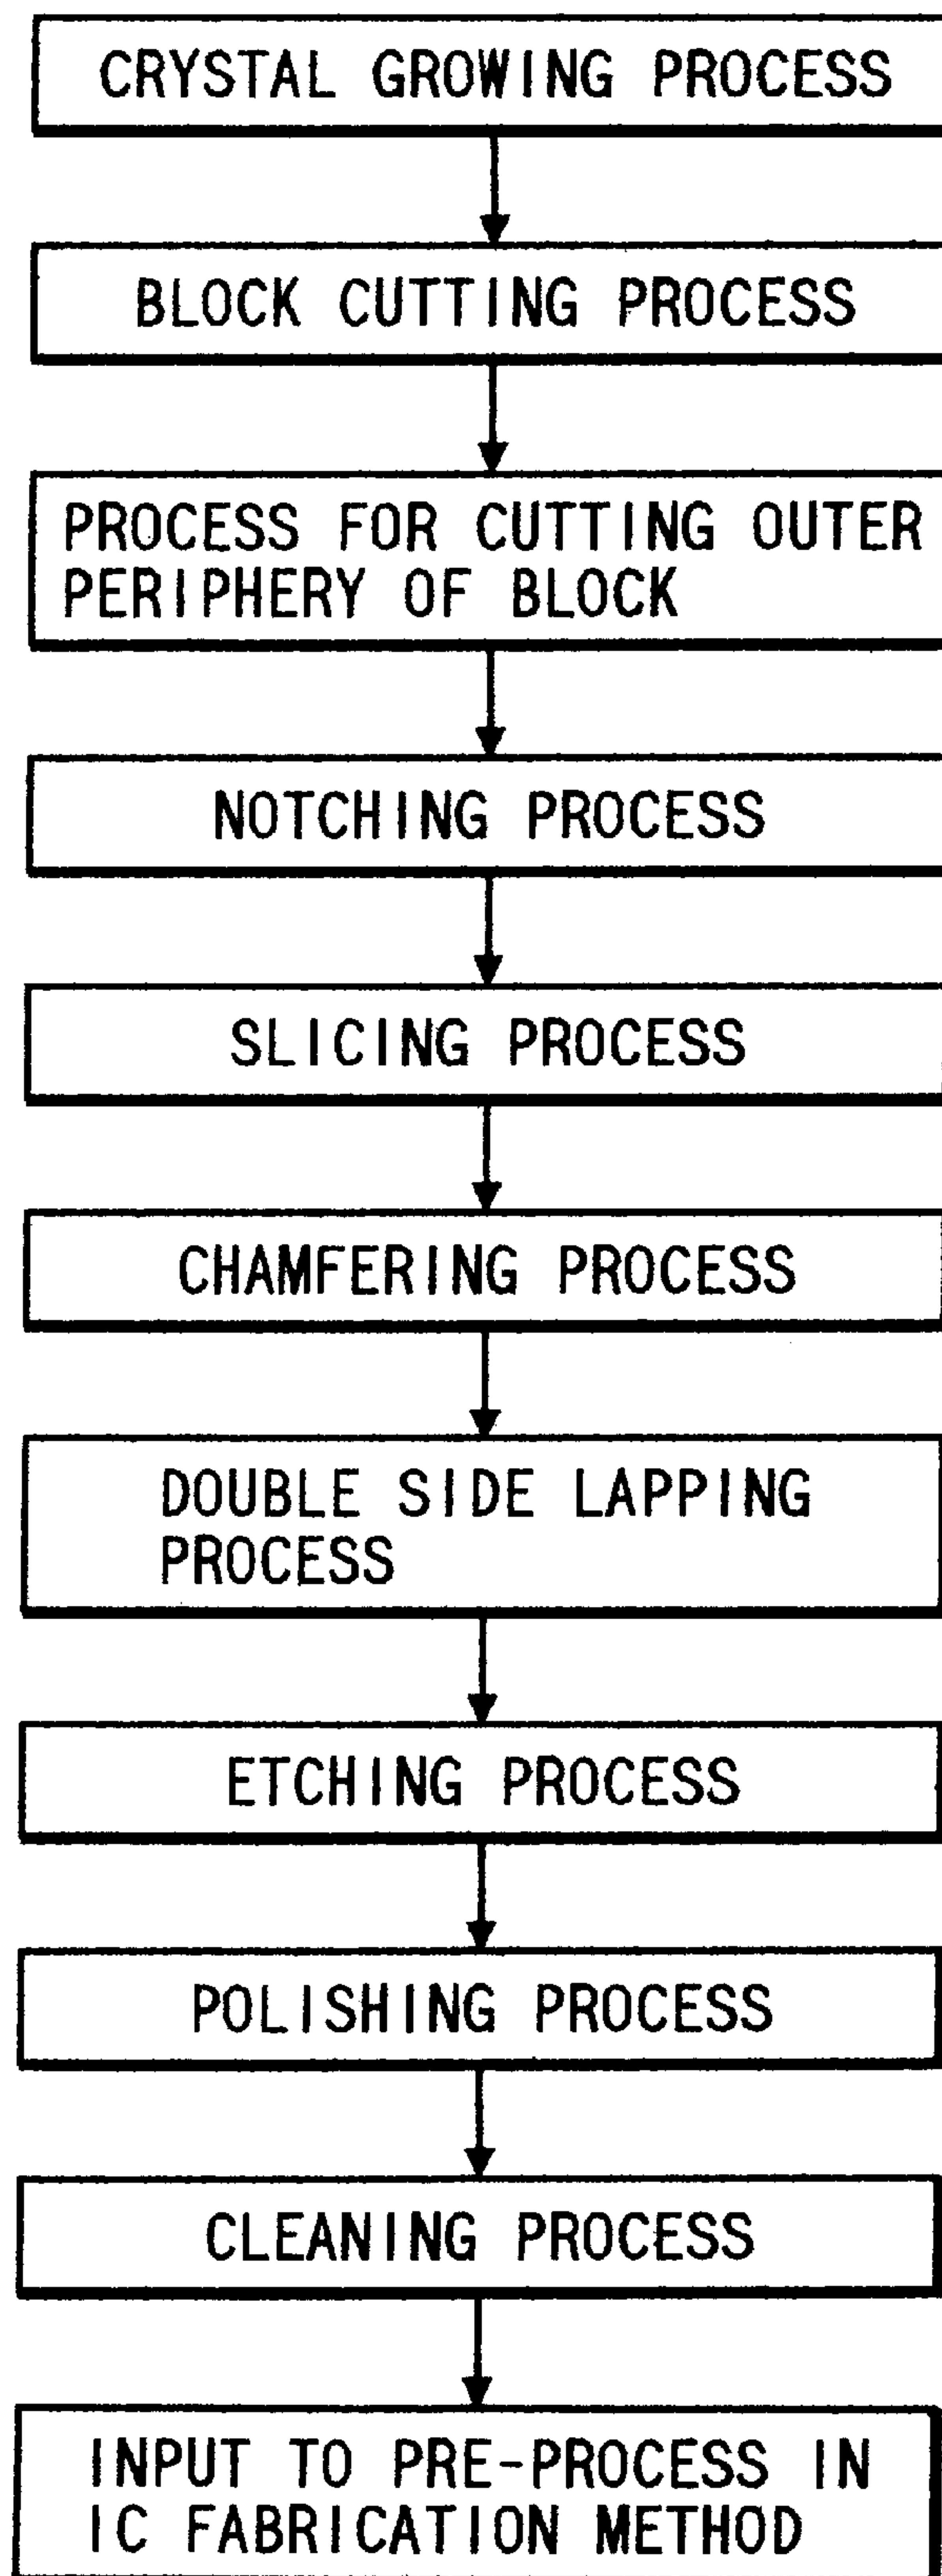 CRYSTAL GROWING PROCESS
BLOCK CUTTING PROCESS
PROCESS FOR CUTTING OUTER
PERIPHERY OF BLOCK
NOTCHING PROCESS
SLICING PROCESS
CHAMFERING PROCESS
DOUBLE SIDE LAPPING
PROCESS
ETCHING PROCESS
POLISHING PROCESS
CLEANING PROCESS
INPUT TO PRE-PROCESS IN
IC FABRICATION METHOD